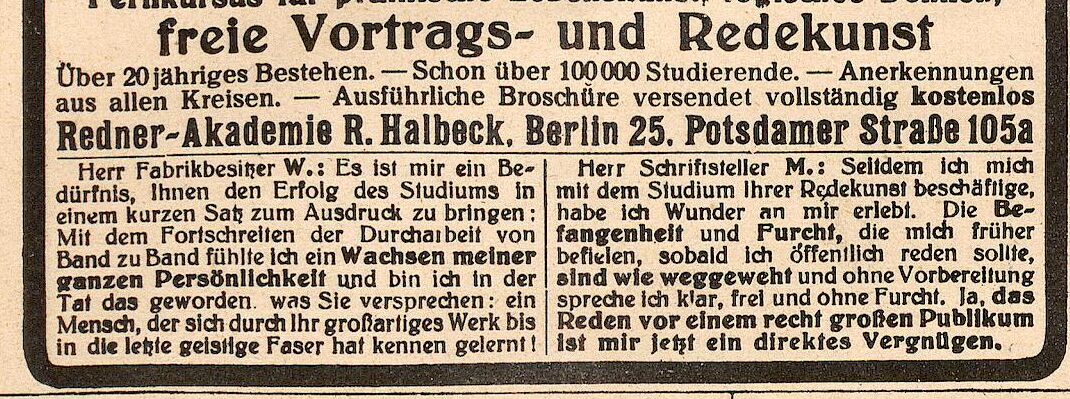 Fernkursus für praktische Lebenskunst, logisches Denken,
freie Vortrags- und Redekunst
Über 20jähriges Bestehen. — Schon über 100000 Studierende. — Anerkennungen
aus allen Kreisen. — Ausführliche Broschüre versendet vollständig kostenlos
Redner-Akademie R. Halbeck, Berlin 25, Potsdamer Straße 105a
Herr Fabrikbesitzer W.: Es ist mir ein Be-
dürfnis, Ihnen den Erfolg des Studiums in
einem kurzen Satz zum Ausdruck zu bringen:
Mit dem Fortschreiten der Durcharbeit von
Band zu Band fühlte ich ein Wachsen meiner
ganzen Persönlichkeit und bin ich in der
Tat das geworden, was Sie versprechen: ein
Mensch, der sich durch Ihr großartiges Werk bis
in die letzte geistige Faser hat kennen gelernt!
Herr Schriftsteller M.: Seitdem ich mich
mit dem Studium Ihrer Redekunst beschäftige,
habe ich Wunder an mir erlebt. Die Be-
fangenheit und Furcht, die mich früher
befielen, sobald ich öffentlich reden sollte,
sind wie weggeweht und ohne Vorbereitung
spreche ich klar, frei und ohne Furcht. Ja, das
Reden vor einem recht großen Publikum
ist mir jetzt ein direktes Vergnügen.